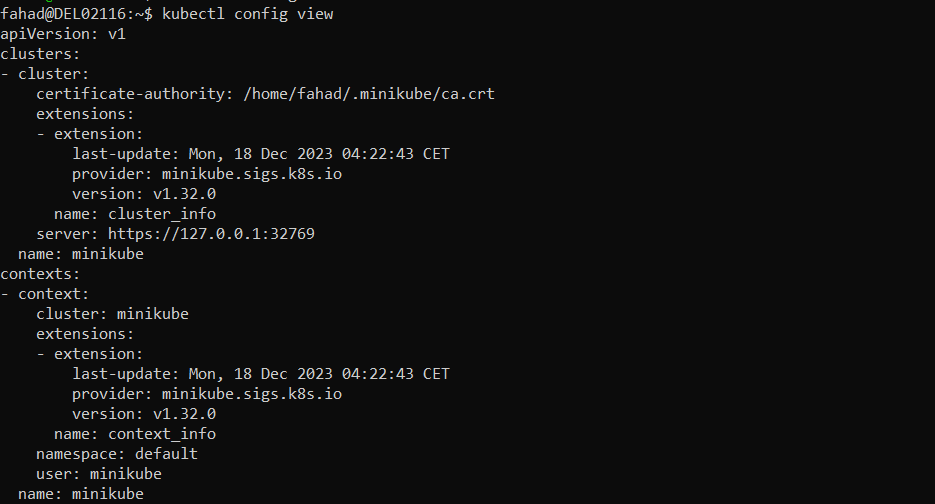 fahad@DEL02116:~$ kubectl config view
apiVersion: v1
clusters:
- cluster:
    certificate-authority: /home/fahad/.minikube/ca.crt
    extensions:
    - extension:
        last-update: Mon, 18 Dec 2023 04:22:43 CET
        provider: minikube.sigs.k8s.io
        version: v1.32.0
      name: cluster_info
    server: https://127.0.0.1:32769
  name: minikube
contexts:
- context:
    cluster: minikube
    extensions:
    - extension:
        last-update: Mon, 18 Dec 2023 04:22:43 CET
        provider: minikube.sigs.k8s.io
        version: v1.32.0
      name: context_info
    namespace: default
    user: minikube
  name: minikube